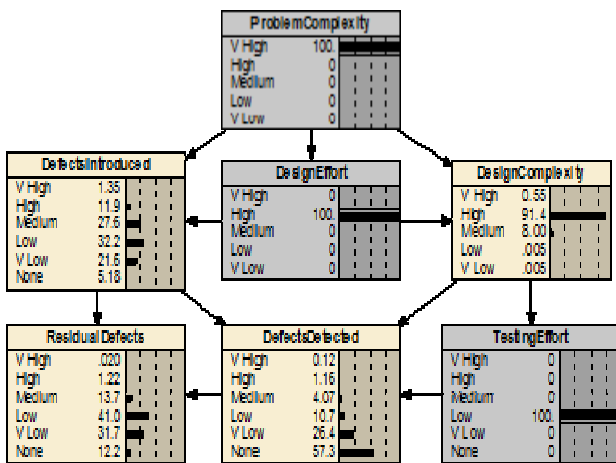 ProblemComplexity
V High 100.
High 0
Medium 0
Low 0
V Low 0
DefectsIntroduced
V High 1.35
High 11.9
Medium 27.6
Low 32.2
V Low 21.6
None 5.18
DesignEffort
V High 0
High 100.
Medium 0
Low 0
V Low 0
DesignComplexity
V High 0.55
High 91.4
Medium 8.00
Low .005
V Low .005
ResidualDefects
V High .020
High 1.22
Medium 13.7
Low 41.0
V Low 31.7
None 12.2
DefectsDetected
V High 0.12
High 1.16
Medium 4.07
Low 10.7
V Low 26.4
None 57.3
TestingEffort
V High 0
High 0
Medium 0
Low 100.
V Low 0
None 0